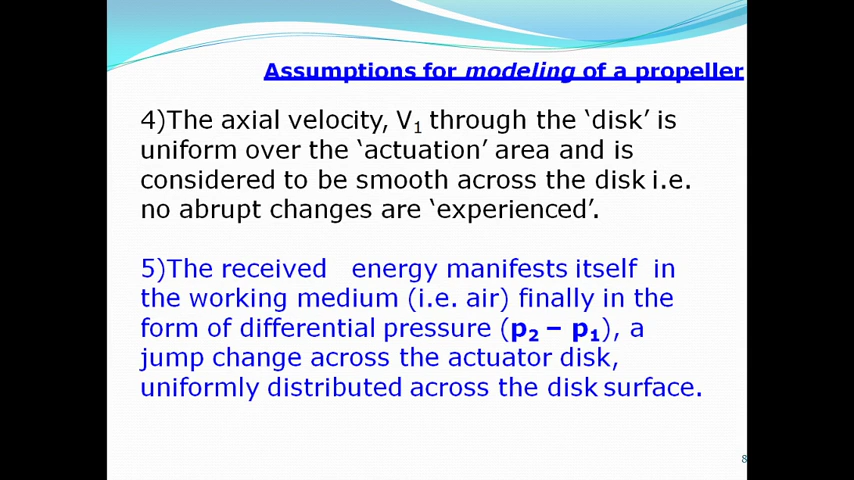 Assumptions for modeling of a propeller
4)The axial velocity, V1 through the ‘disk’ is
uniform over the ‘actuation’ area and is
considered to be smooth across the disk i.e.
no abrupt changes are ‘experienced’.
5)The received energy manifests itself in
the working medium (i.e. air) finally in the
form of differential pressure (p2 – p1), a
jump change across the actuator disk,
uniformly distributed across the disk surface.
8